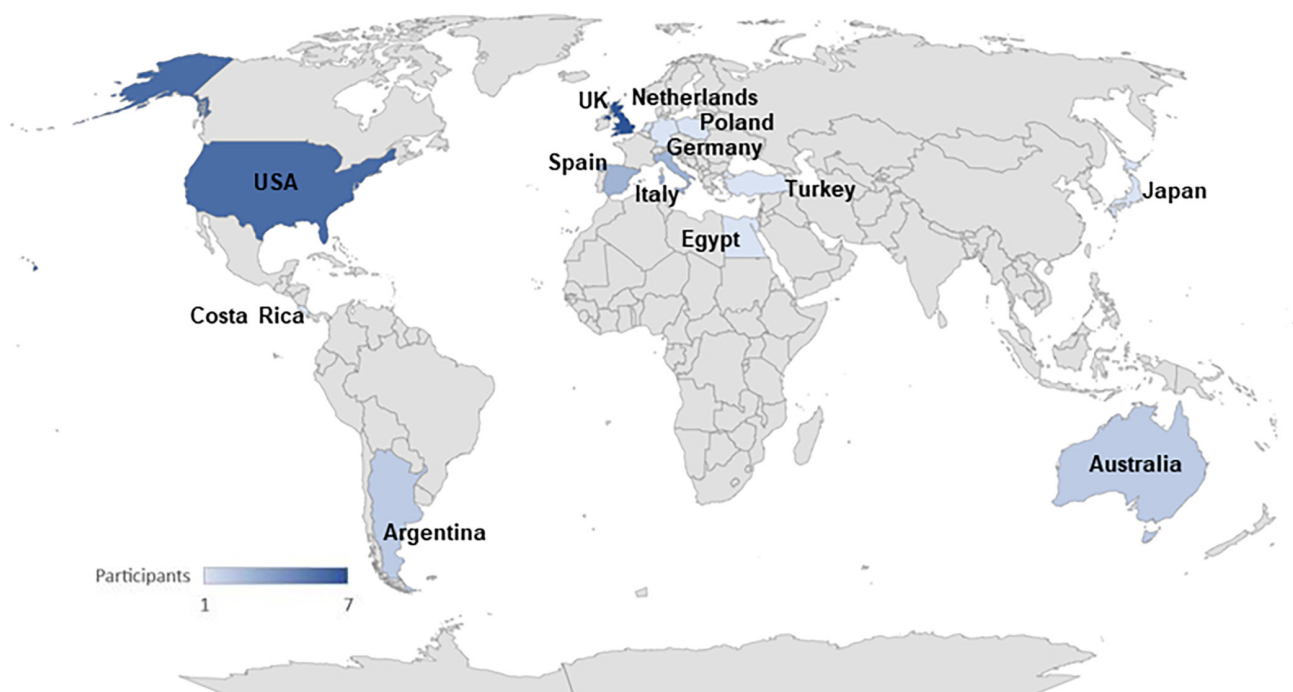 UK
Netherlands
Poland
Germany
Spain
USA
Italy
Turkey
Japan
Egypt
Costa Rica
Australia
Argentina
Participants
1
7